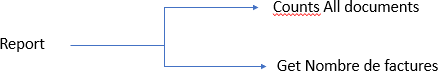 Counts All documents
Report
Get Nombre de factures